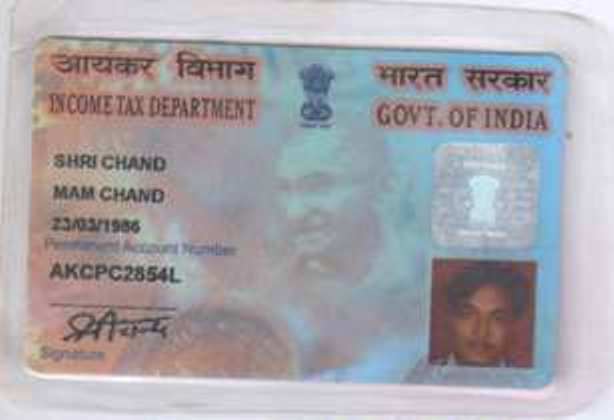 आयकर विभाग
भारत सरकार
INCOME TAX DEPARTMENT
GOVT. OF INDIA
SHRI CHAND
MAM CHAND
23/03/1986
Permanent Account Number
AKCPC2854L
Signature